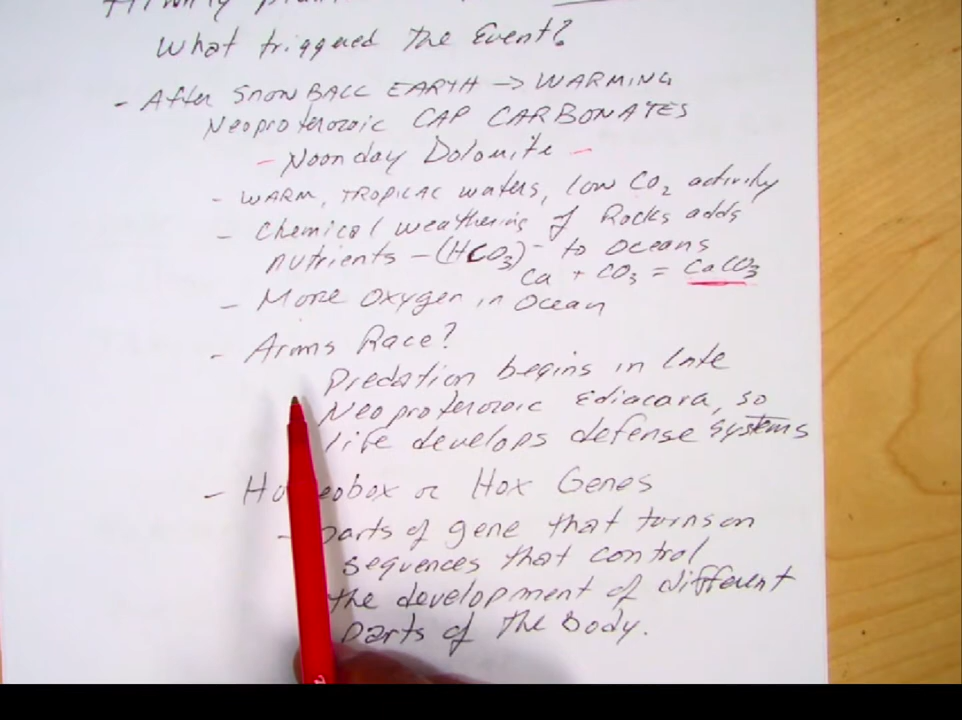 What triggered the Event?
- After SNOWBALL EARTH → WARMING
Neoproterozoic CAP CARBONATES
- Noonday Dolomite -
- WARM, TROPICAL waters, low CO2 activity
- Chemical weathering of Rocks adds
nutrients - (HCO3)- to Oceans
Ca + CO3 = CaCO3
- More Oxygen in Ocean
- Arms Race?
Predation begins in late
Neoproterozoic Ediacara, so
life develops defense systems
- or Hox Genes
- parts of gene that turns on
sequences that control
the development of different
parts of the Body.